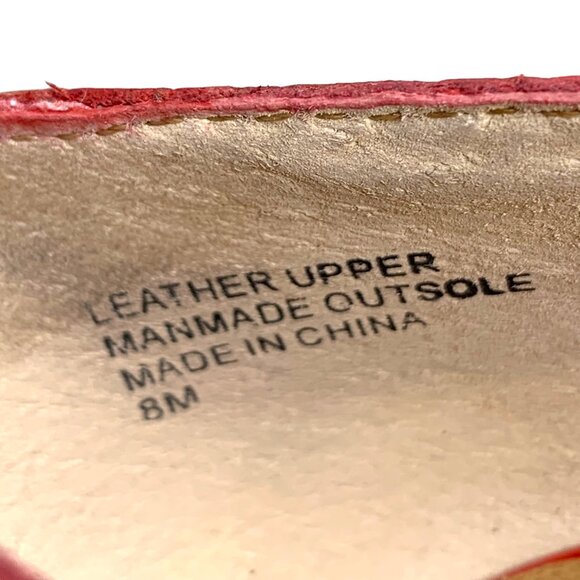 LEATHER UPPER
MANMADE OUTSOLE
MADE IN CHINA
8M